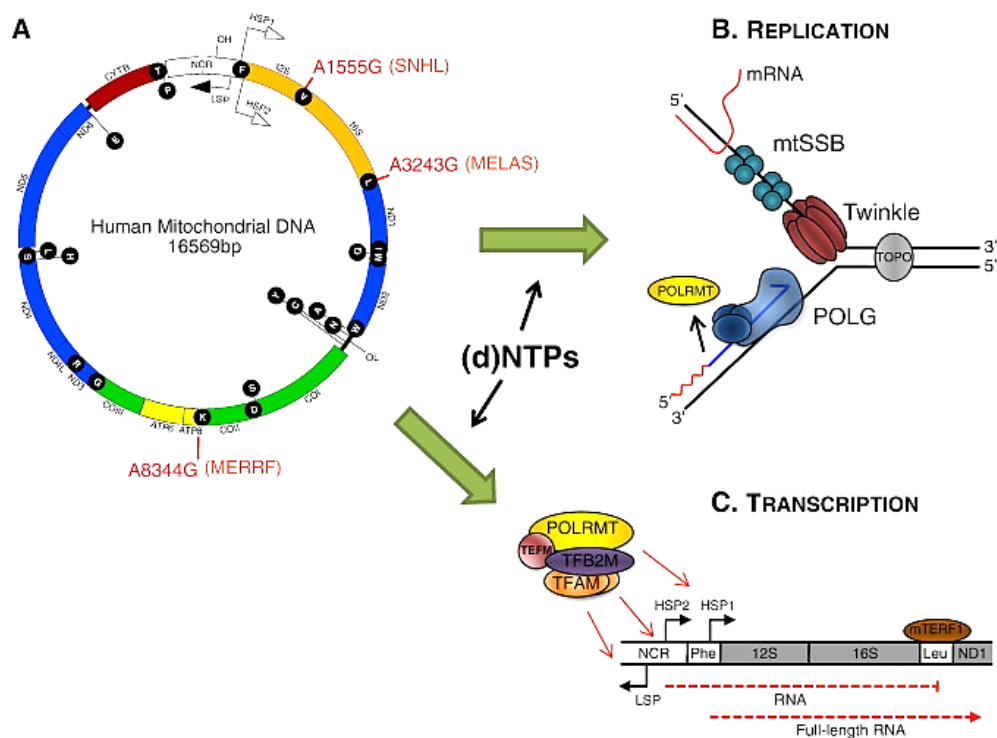 A
HSP1
OH
NCR
F
12S
T
P
LSP
HSP2
CYTB
A1555G (SNHL)
V
16S
ND6
E
A3243G (MELAS)
L
ND5
ND1
Human Mitochondrial DNA
16569bp
S
L
H
Q
I
M
ND2
Y
C
A
N
W
OL
ND4
ND4L
ND3
R
G
COIII
ATP6
ATP8
K
COII
S
D
COI
A8344G (MERRF)
(d)NTPs
B. REPLICATION
mRNA
5'
mtSSB
Twinkle
3'
5'
TOPO
POLRMT
POLG
5'
3'
C. TRANSCRIPTION
POLRMT
TEFM
TFB2M
TFAM
HSP2
HSP1
mTERF1
NCR
Phe
12S
16S
Leu
ND1
LSP
RNA
Full-length RNA